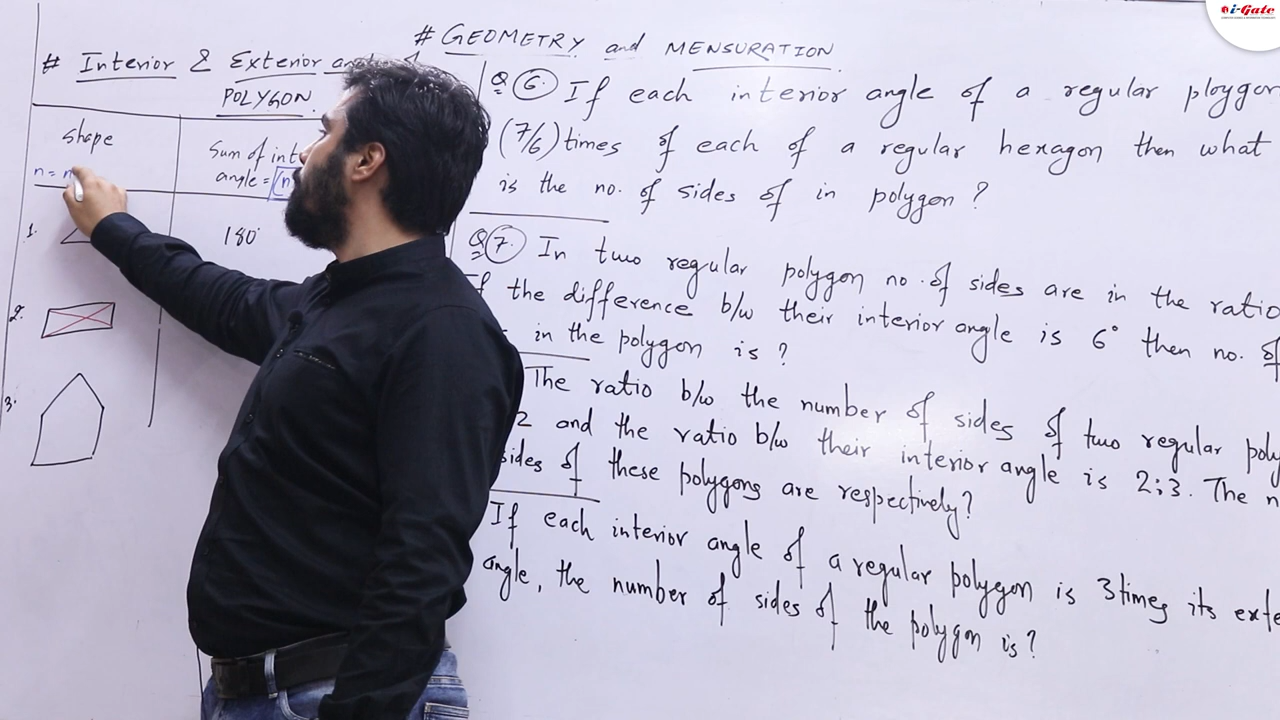 i-Gate
# GEOMETRY and MENSURATION
# Interior & Exterior angle of
POLYGON
shape
n = n
Sum of int
angle = (n
1.
180°
2.
3.
Q 6. If each interior angle of a regular ploygon
(7/6) times of each of a regular hexagon then what
is the no. of sides of in polygon ?
Q 7. In two regular polygon no. of sides are in the ratio
If the difference b/w their interior angle is 6° then no. of
in the polygon is ?
The ratio b/w the number of sides of two regular poly
2 and the ratio b/w their interior angle is 2:3. The n
sides of these polygons are respectively?
If each interior angle of a regular polygon is 3 times its exte
angle, the number of sides of the polygon is?